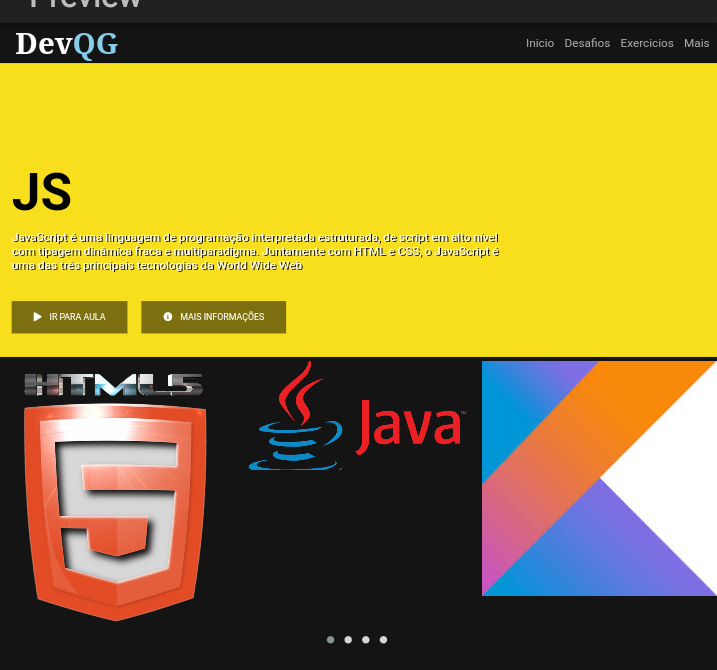 Preview
DevQG
Inicio Desafios Exercicios Mais
JS
JavaScript é uma linguagem de programação interpretada estruturada, de script em alto nível
com tipagem dinâmica fraca e multiparadigma. Juntamente com HTML e CSS, o JavaScript é
uma das três principais tecnologias da World Wide Web
IR PARA AULA MAIS INFORMAÇÕES
HTML5
5
Java™